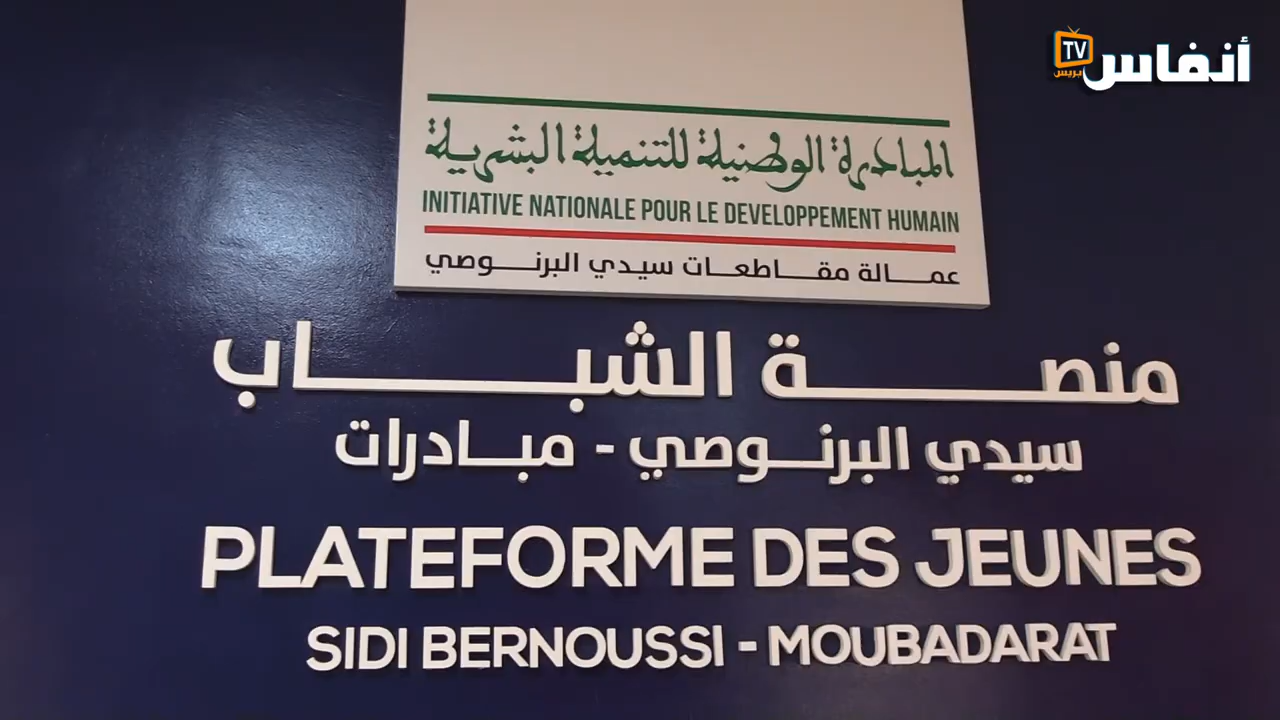 أنفاس
TV
بريس
المبادرة الوطنية للتنمية البشرية
INITIATIVE NATIONALE POUR LE DEVELOPPEMENT HUMAIN
عمالة مقاطعات سيدي البرنوصي
منصة الشباب
سيدي البرنوصي - مبادرات
PLATEFORME DES JEUNES
SIDI BERNOUSSI - MOUBADARAT